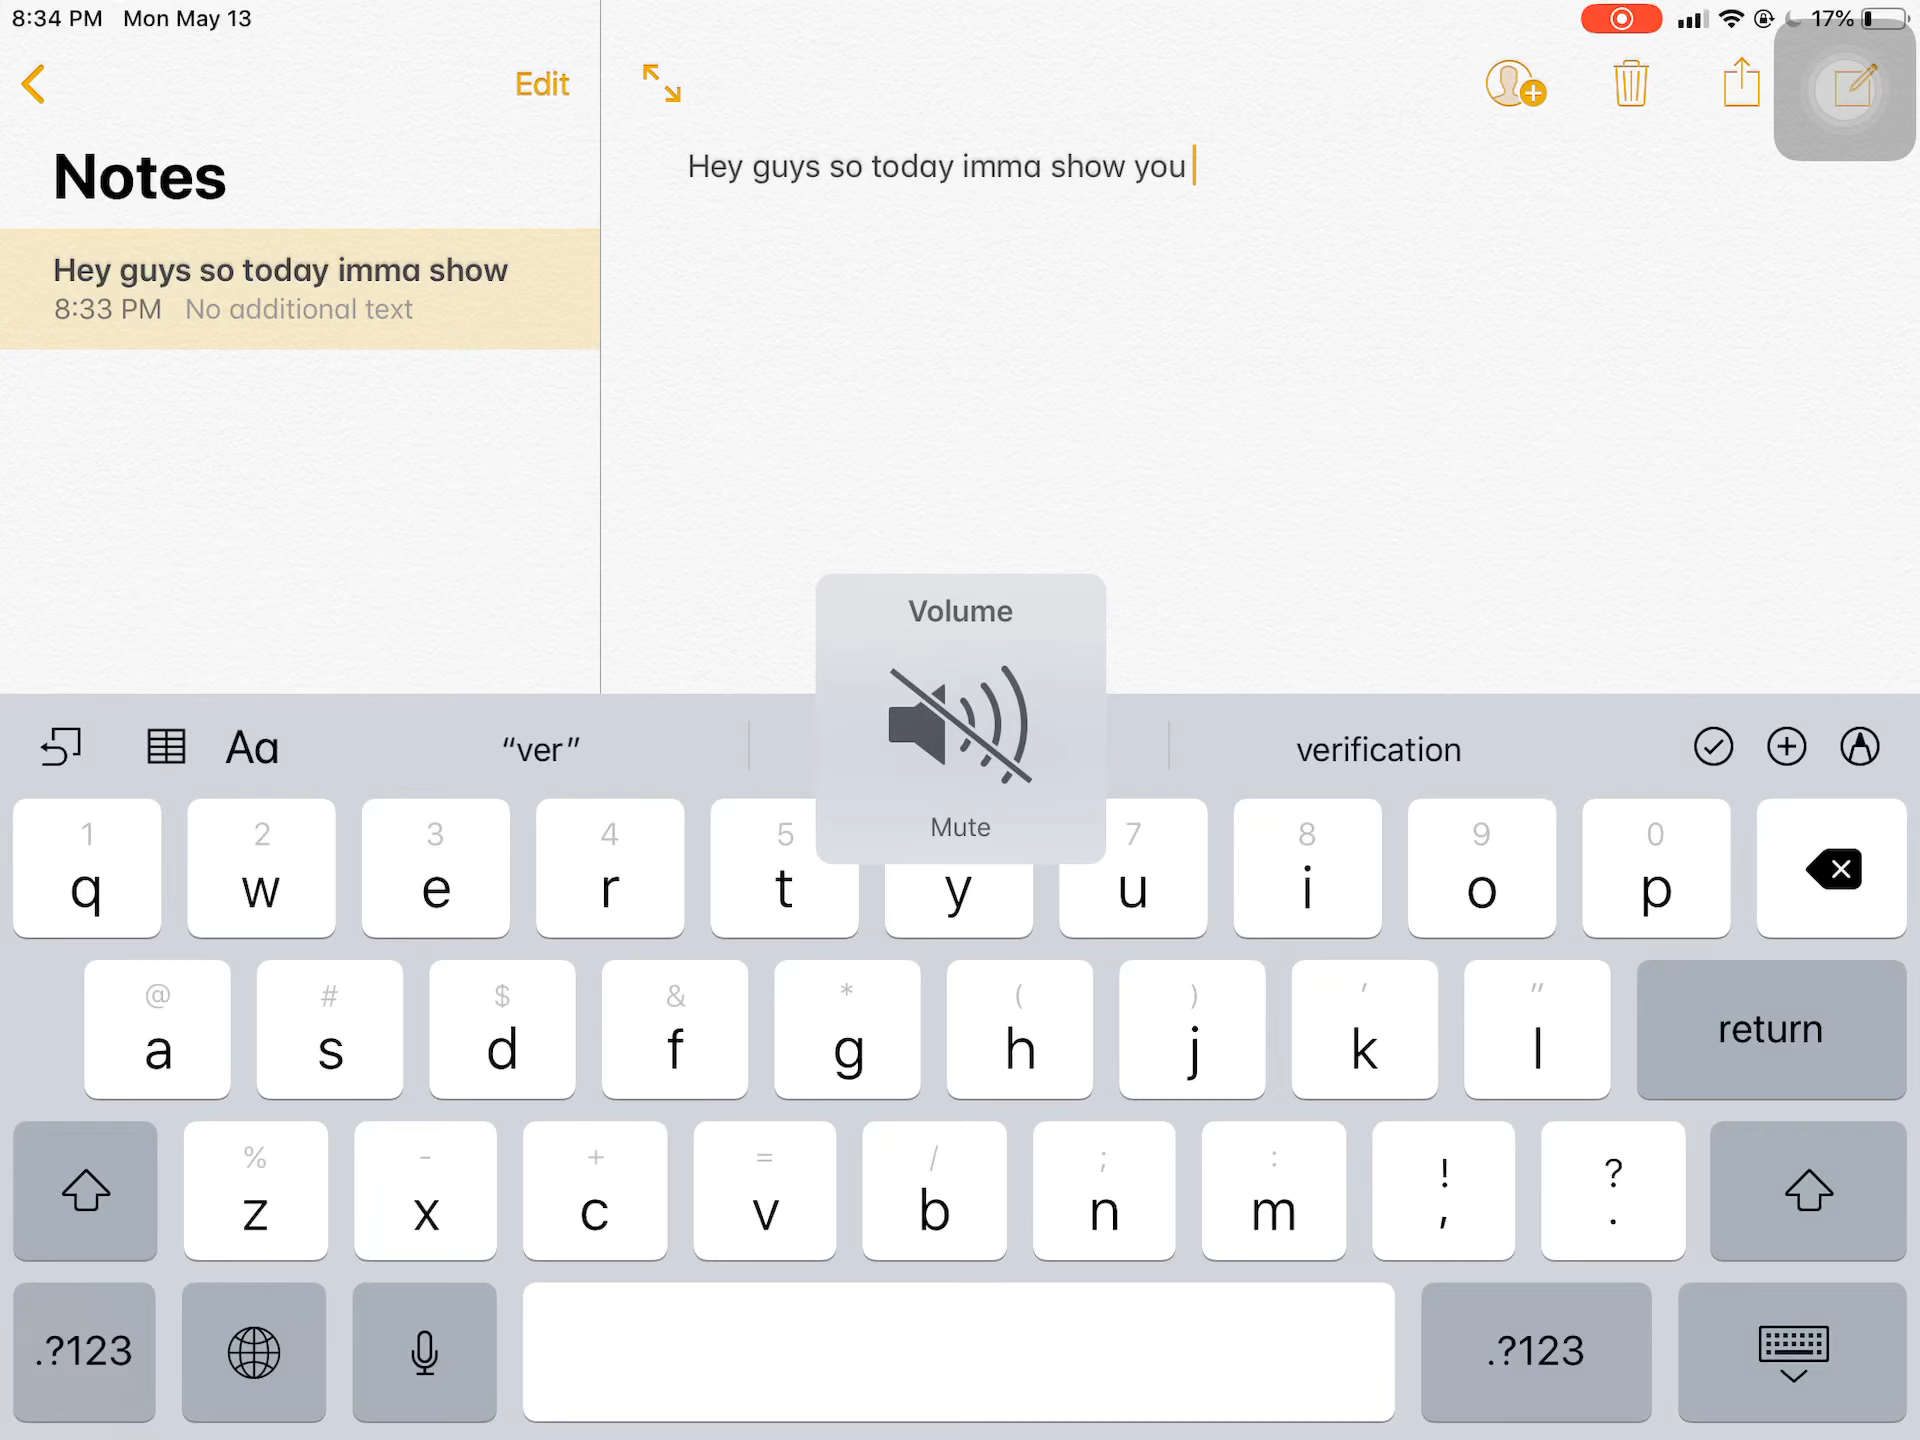 8:34 PM Mon May 13
17%
Edit
Notes
Hey guys so today imma show
8:33 PM No additional text
Hey guys so today imma show you
Volume
Mute
Aa
“ver”
verification
1 2 3 4 5 7 8 9 0
q w e r t y u i o p
@ # $ & * ( ) ' "
a s d f g h j k l return
% - + = / ; : ! ?
z x c v b n m , .
.?123 .?123